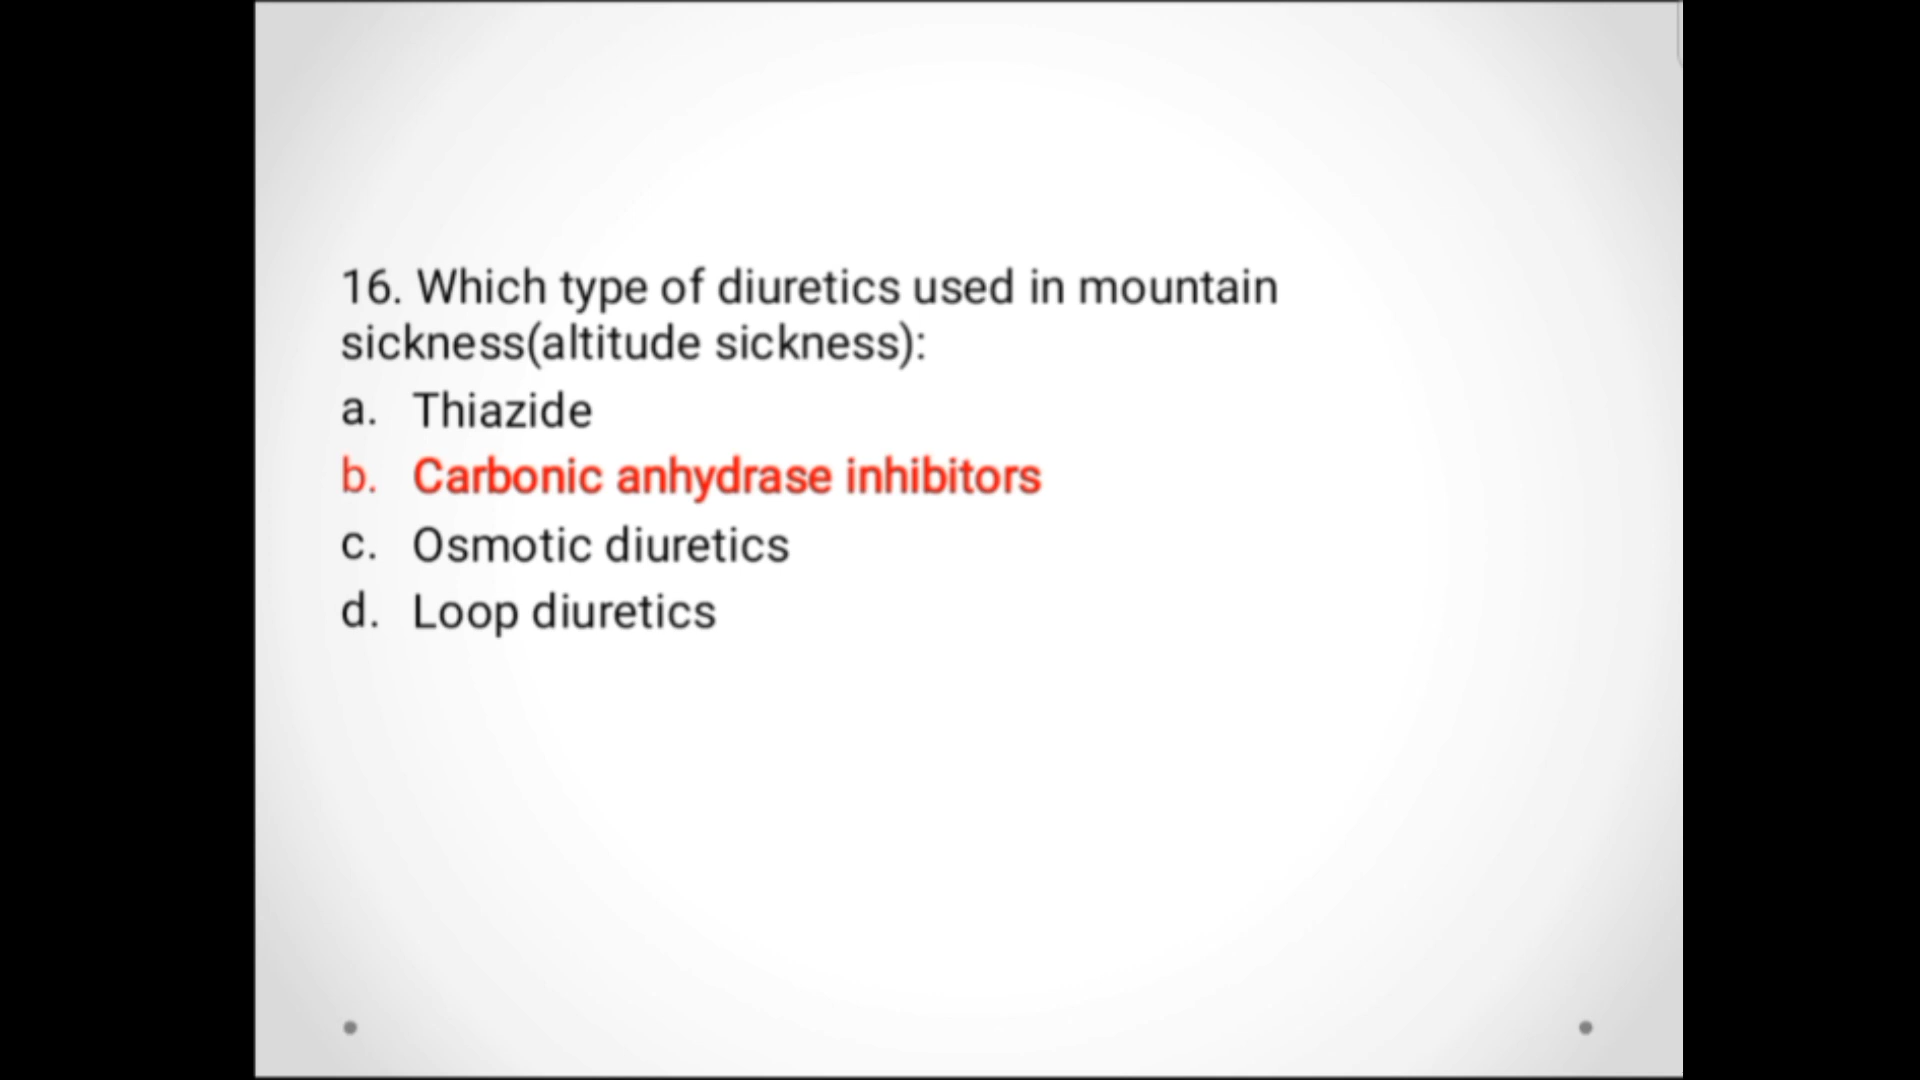 16. Which type of diuretics used in mountain
sickness(altitude sickness):
a. Thiazide
b. Carbonic anhydrase inhibitors
c. Osmotic diuretics
d. Loop diuretics